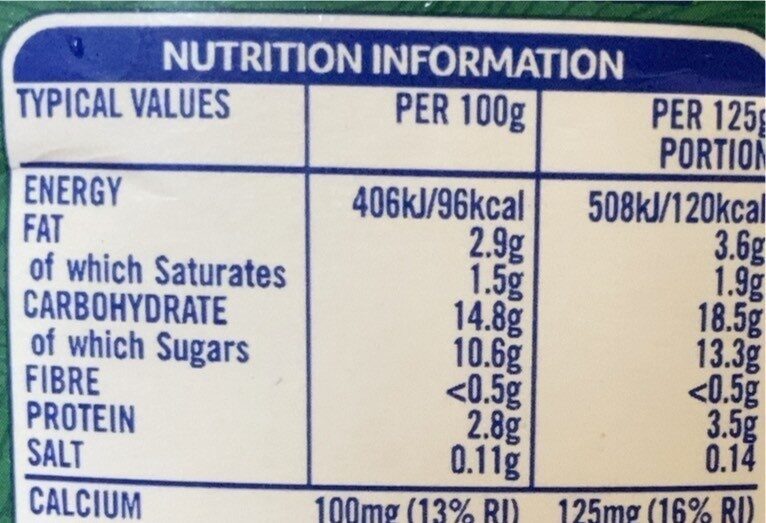 NUTRITION INFORMATION
TYPICAL VALUES PER 100g PER 125g
PORTION
ENERGY 406kJ/96kcal 508kJ/120kcal
FAT 2.9g 3.6g
of which Saturates 1.5g 1.9g
CARBOHYDRATE 14.8g 18.5g
of which Sugars 10.6g 13.3g
FIBRE <0.5g <0.5g
PROTEIN 2.8g 3.5g
SALT 0.11g 0.14
CALCIUM 100mg (13% RI) 125mg (16% RI)